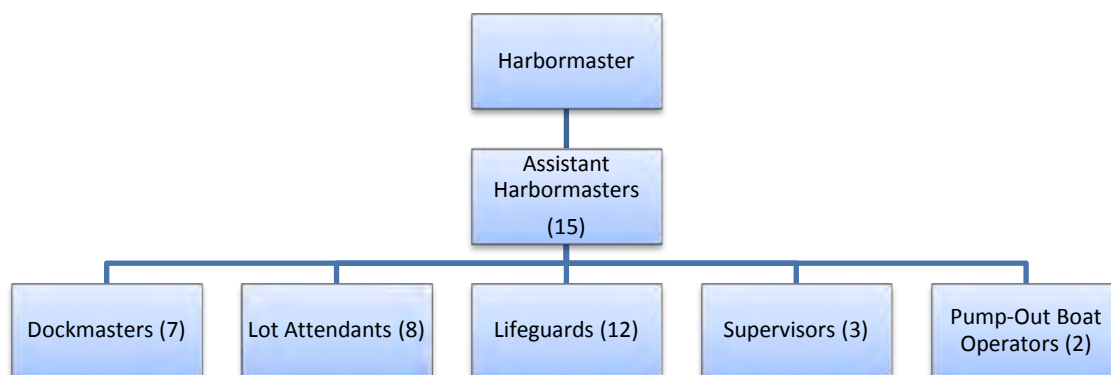 Harbormaster
Assistant
Harbormasters
(15)
Dockmasters (7)
Lot Attendants (8)
Lifeguards (12)
Supervisors (3)
Pump-Out Boat
Operators (2)